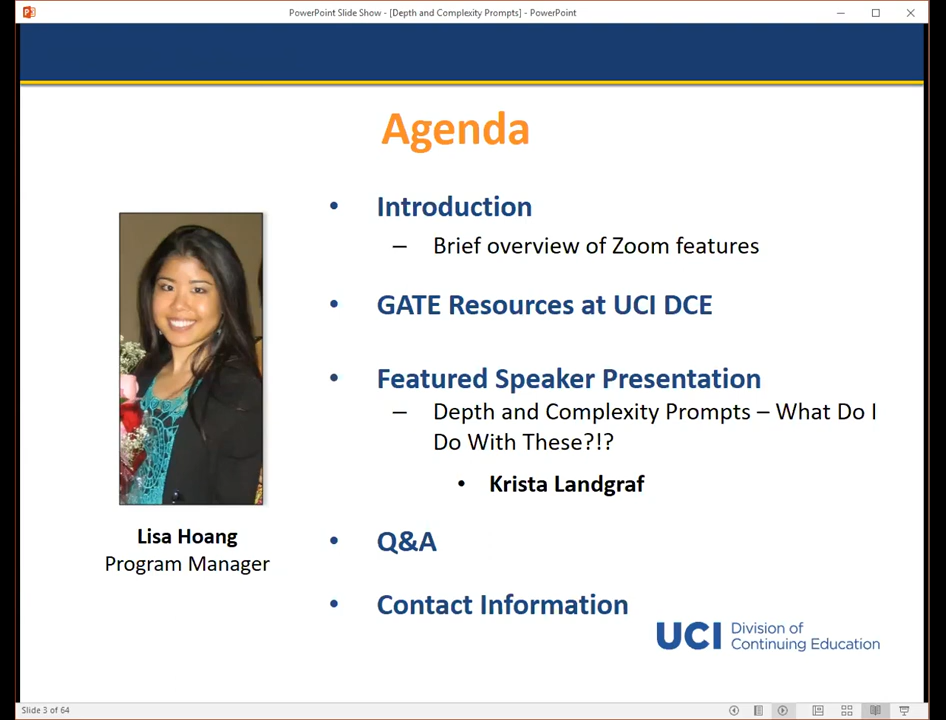 PowerPoint Slide Show - [Depth and Complexity Prompts] - PowerPoint
Agenda
• Introduction
– Brief overview of Zoom features
• GATE Resources at UCI DCE
• Featured Speaker Presentation
– Depth and Complexity Prompts – What Do I
Do With These?!?
• Krista Landgraf
Lisa Hoang
Program Manager
• Q&A
• Contact Information
UCI Division of
Continuing Education
Slide 3 of 64